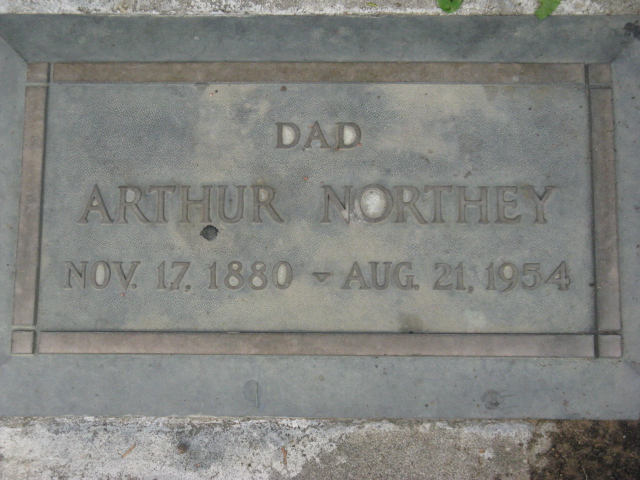 DAD
ARTHUR NORTHEY
NOV. 17, 1880 - AUG. 21, 1954